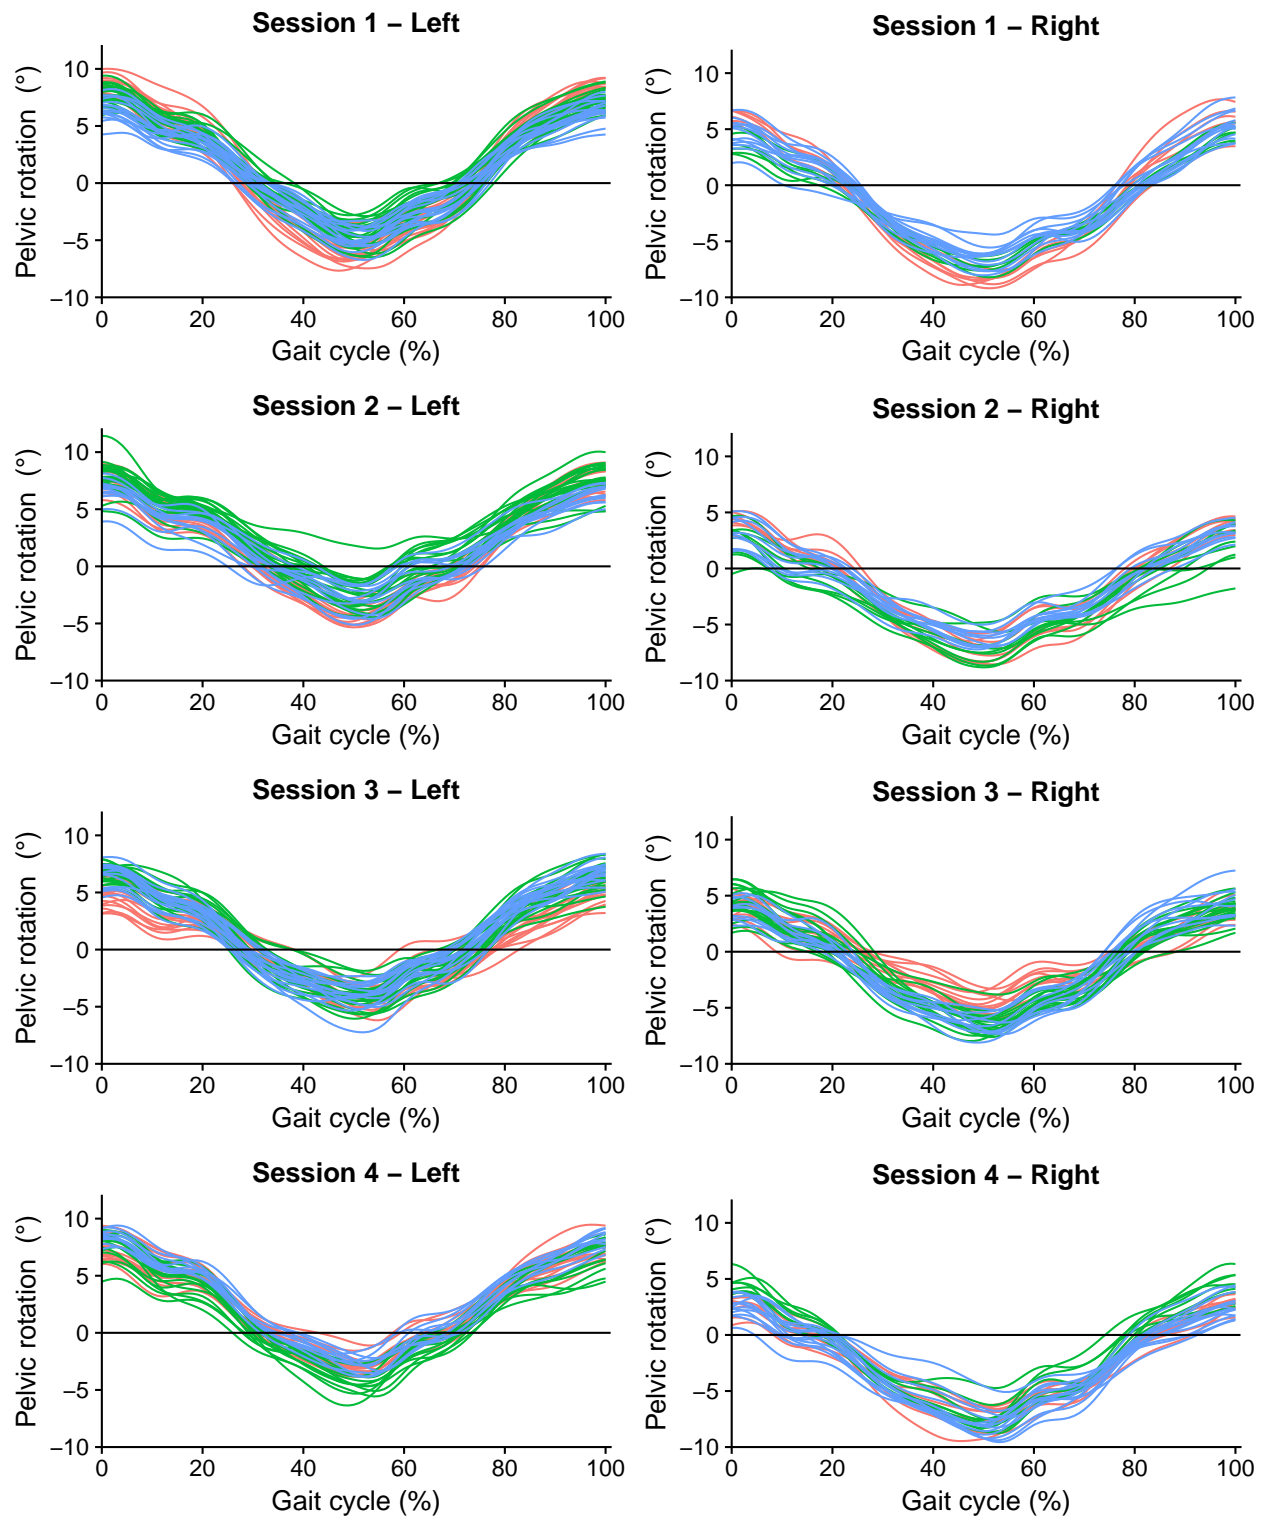 Session 1 – Left
Pelvic rotation (°)
10
5
0
−5
−10
0 20 40 60 80 100
Gait cycle (%)
Session 1 – Right
Pelvic rotation (°)
10
5
0
−5
−10
0 20 40 60 80 100
Gait cycle (%)
Session 2 – Left
Pelvic rotation (°)
10
5
0
−5
−10
0 20 40 60 80 100
Gait cycle (%)
Session 2 – Right
Pelvic rotation (°)
10
5
0
−5
−10
0 20 40 60 80 100
Gait cycle (%)
Session 3 – Left
Pelvic rotation (°)
10
5
0
−5
−10
0 20 40 60 80 100
Gait cycle (%)
Session 3 – Right
Pelvic rotation (°)
10
5
0
−5
−10
0 20 40 60 80 100
Gait cycle (%)
Session 4 – Left
Pelvic rotation (°)
10
5
0
−5
−10
0 20 40 60 80 100
Gait cycle (%)
Session 4 – Right
Pelvic rotation (°)
10
5
0
−5
−10
0 20 40 60 80 100
Gait cycle (%)